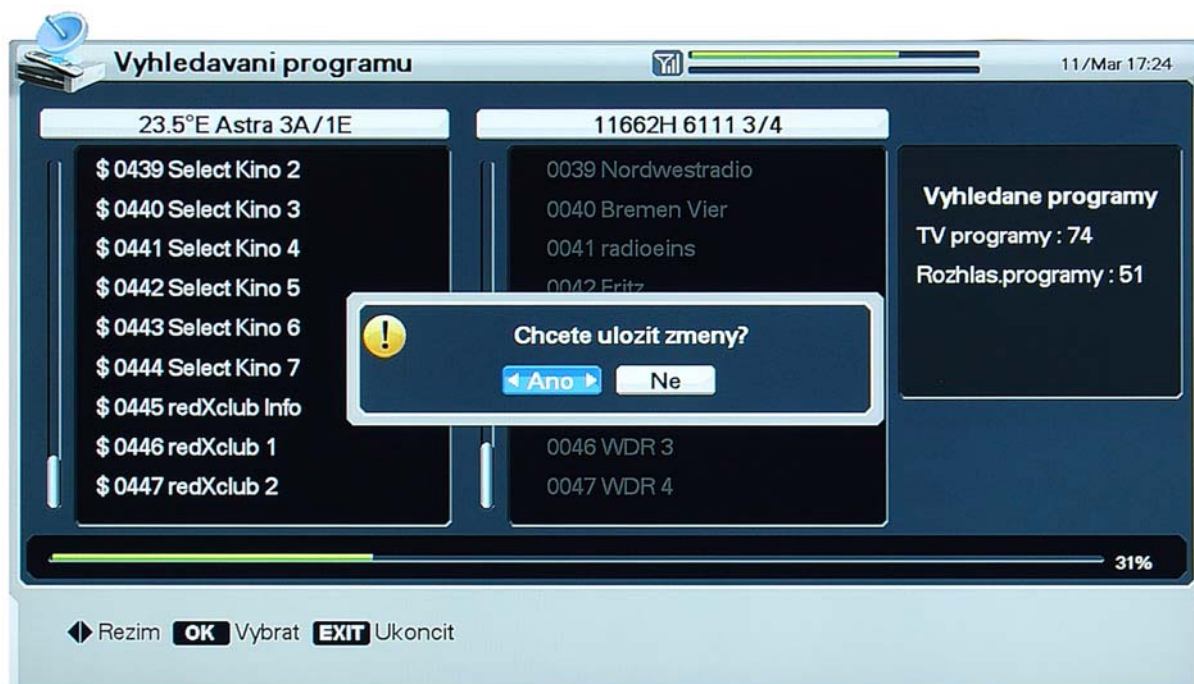 Vyhledavani programu
11/Mar 17:24
23.5°E Astra 3A/1E
$ 0439 Select Kino 2
$ 0440 Select Kino 3
$ 0441 Select Kino 4
$ 0442 Select Kino 5
$ 0443 Select Kino 6
$ 0444 Select Kino 7
$ 0445 redXclub Info
$ 0446 redXclub 1
$ 0447 redXclub 2
11662H 6111 3/4
0039 Nordwestradio
0040 Bremen Vier
0041 radioeins
0042 Fritz
0046 WDR 3
0047 WDR 4
Vyhledane programy
TV programy : 74
Rozhlas.programy : 51
Chcete ulozit zmeny?
Ano Ne
31%
Rezim OK Vybrat EXIT Ukoncit